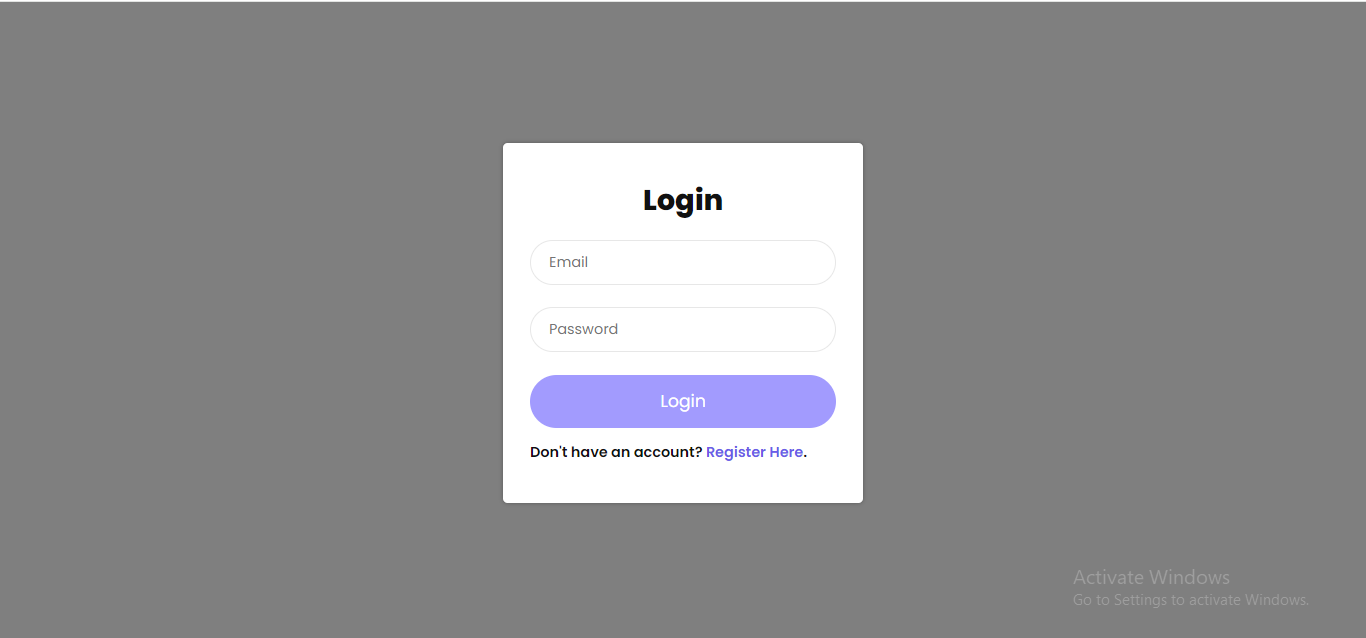 Login
Email
Password
Login
Don't have an account? Register Here.
Activate Windows
Go to Settings to activate Windows.